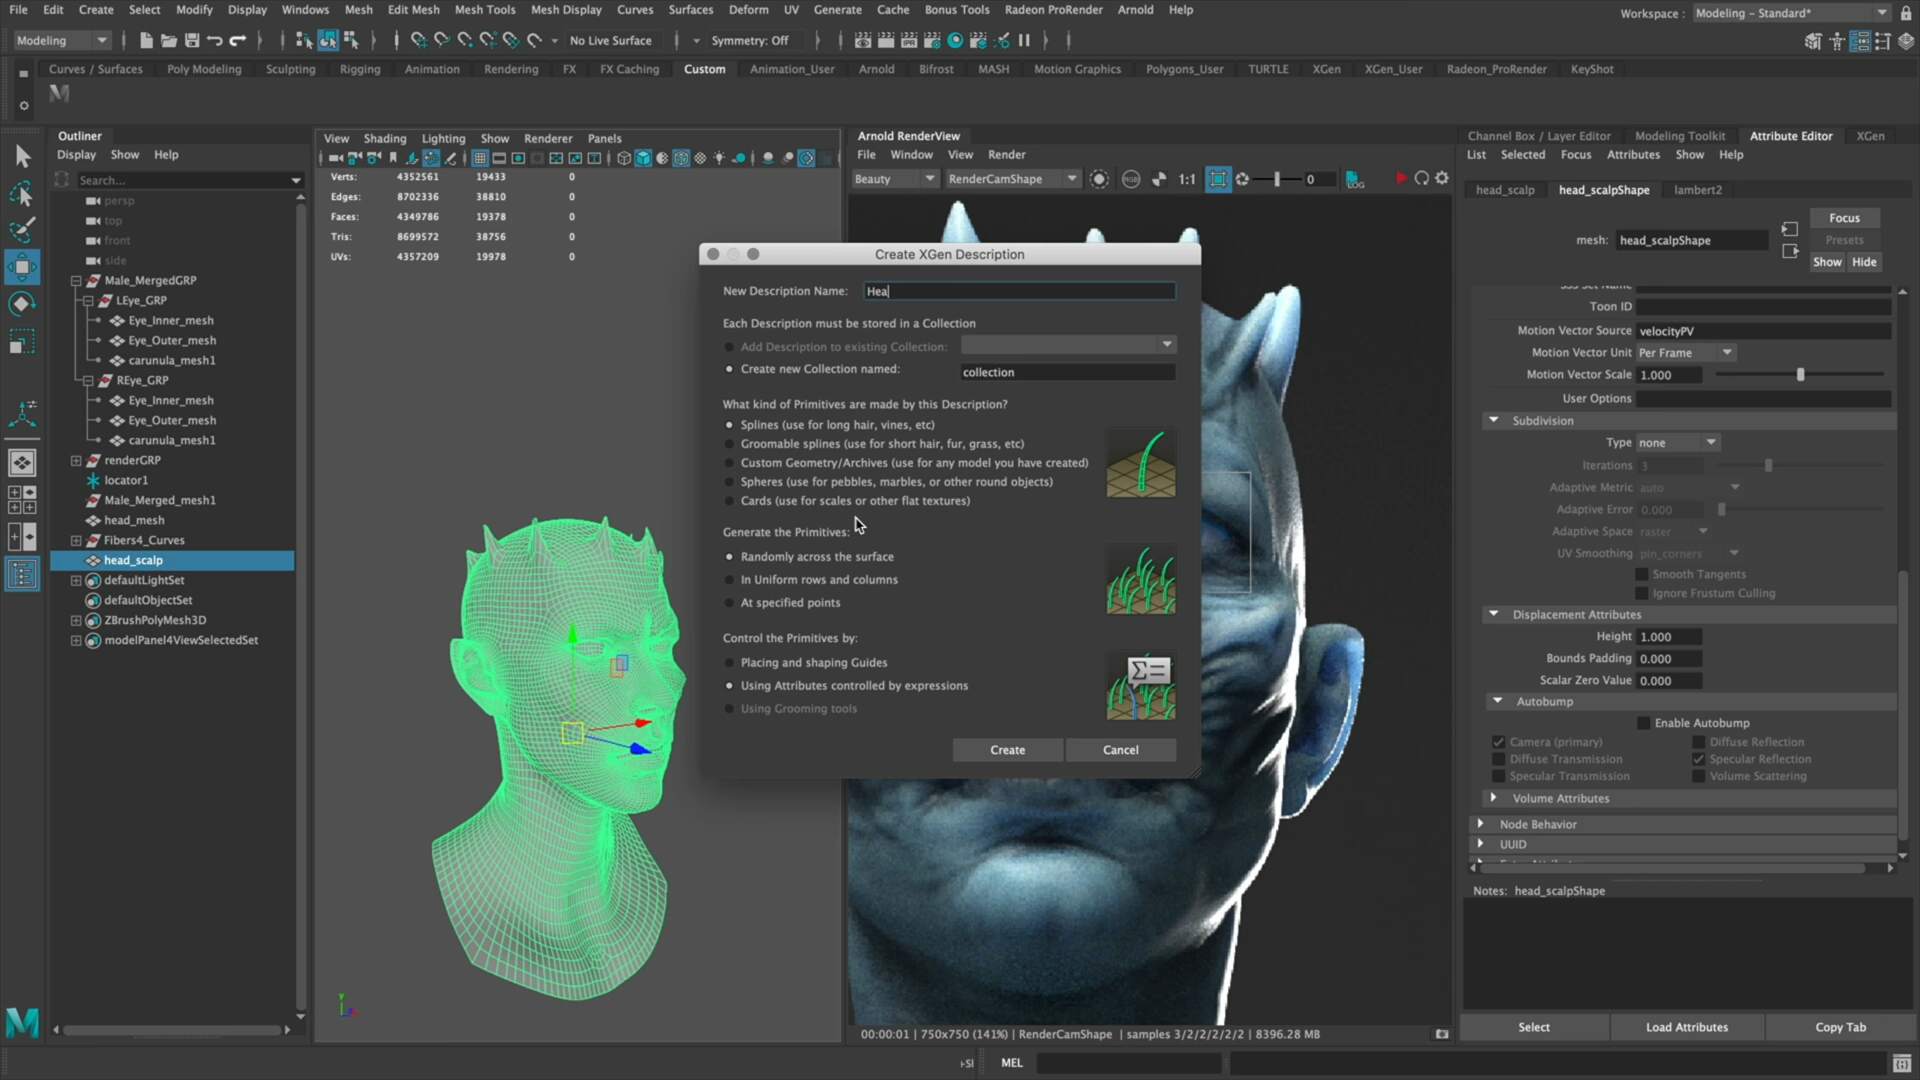 File Edit Create Select Modify Display Windows Mesh Edit Mesh Mesh Tools Mesh Display Curves Surfaces Deform UV Generate Cache Bonus Tools Radeon ProRender Arnold Help
Workspace : Modeling - Standard*
Modeling No Live Surface Symmetry: Off
Curves / Surfaces Poly Modeling Sculpting Rigging Animation Rendering FX FX Caching Custom Animation_User Arnold Bifrost MASH Motion Graphics Polygons_User TURTLE XGen XGen_User Radeon_ProRender KeyShot
Outliner
Display Show Help
Search...
persp
top
front
side
Male_MergedGRP
LEye_GRP
Eye_Inner_mesh
Eye_Outer_mesh
carunula_mesh1
REye_GRP
Eye_Inner_mesh
Eye_Outer_mesh
carunula_mesh1
renderGRP
locator1
Male_Merged_mesh1
head_mesh
Fibers4_Curves
head_scalp
defaultLightSet
defaultObjectSet
ZBrushPolyMesh3D
modelPanel4ViewSelectedSet
View Shading Lighting Show Renderer Panels
Verts: 4352561 19433 0
Edges: 8702336 38810 0
Faces: 4349786 19378 0
Tris: 8699572 38756 0
UVs: 4357209 19978 0
y
Arnold RenderView
File Window View Render
Beauty RenderCamShape 1:1 0
Create XGen Description
New Description Name: Hea
Each Description must be stored in a Collection
Add Description to existing Collection:
Create new Collection named: collection
What kind of Primitives are made by this Description?
Splines (use for long hair, vines, etc)
Groomable splines (use for short hair, fur, grass, etc)
Custom Geometry/Archives (use for any model you have created)
Spheres (use for pebbles, marbles, or other round objects)
Cards (use for scales or other flat textures)
Generate the Primitives:
Randomly across the surface
In Uniform rows and columns
At specified points
Control the Primitives by:
Placing and shaping Guides
Using Attributes controlled by expressions
Using Grooming tools
Σ=
Create Cancel
00:00:01 | 750x750 (141%) | RenderCamShape | samples 3/2/2/2/2/2 | 8396.28 MB
Channel Box / Layer Editor Modeling Toolkit Attribute Editor XGen
List Selected Focus Attributes Show Help
head_scalp head_scalpShape lambert2
Focus
mesh: head_scalpShape
Presets
Show Hide
Toon ID
Motion Vector Source velocityPV
Motion Vector Unit Per Frame
Motion Vector Scale 1.000
User Options
Subdivision
Type none
Iterations 3
Adaptive Metric auto
Adaptive Error 0.000
Adaptive Space raster
UV Smoothing pin_corners
Smooth Tangents
Ignore Frustum Culling
Displacement Attributes
Height 1.000
Bounds Padding 0.000
Scalar Zero Value 0.000
Autobump
Enable Autobump
Camera (primary) Diffuse Reflection
Diffuse Transmission Specular Reflection
Specular Transmission Volume Scattering
Volume Attributes
Node Behavior
UUID
Notes: head_scalpShape
Select Load Attributes Copy Tab
MEL